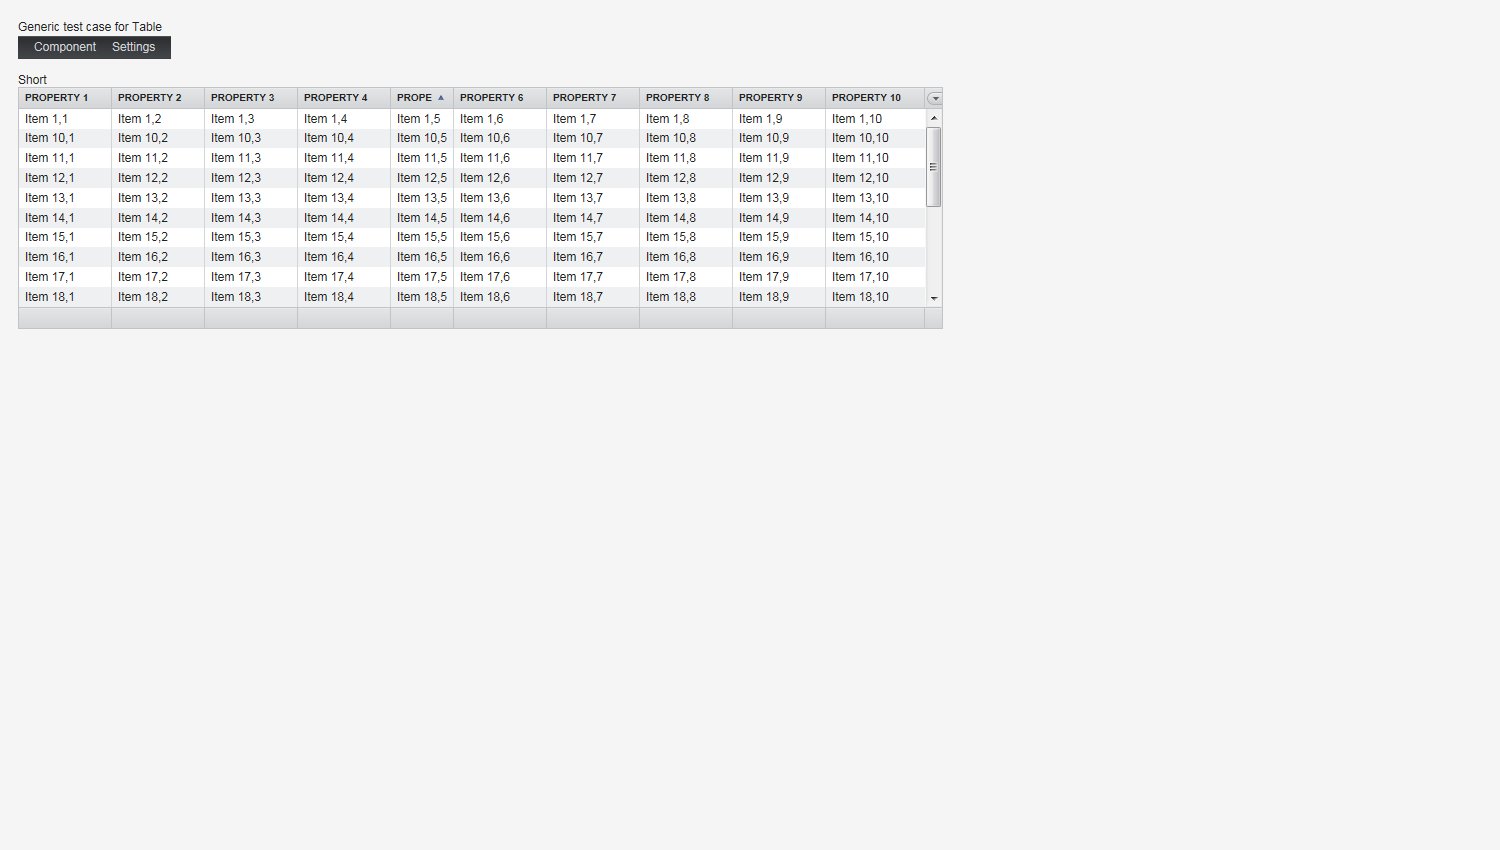 Generic test case for Table
Component Settings
Short
PROPERTY 1 PROPERTY 2 PROPERTY 3 PROPERTY 4 PROPE PROPERTY 6 PROPERTY 7 PROPERTY 8 PROPERTY 9 PROPERTY 10
Item 1,1 Item 1,2 Item 1,3 Item 1,4 Item 1,5 Item 1,6 Item 1,7 Item 1,8 Item 1,9 Item 1,10
Item 10,1 Item 10,2 Item 10,3 Item 10,4 Item 10,5 Item 10,6 Item 10,7 Item 10,8 Item 10,9 Item 10,10
Item 11,1 Item 11,2 Item 11,3 Item 11,4 Item 11,5 Item 11,6 Item 11,7 Item 11,8 Item 11,9 Item 11,10
Item 12,1 Item 12,2 Item 12,3 Item 12,4 Item 12,5 Item 12,6 Item 12,7 Item 12,8 Item 12,9 Item 12,10
Item 13,1 Item 13,2 Item 13,3 Item 13,4 Item 13,5 Item 13,6 Item 13,7 Item 13,8 Item 13,9 Item 13,10
Item 14,1 Item 14,2 Item 14,3 Item 14,4 Item 14,5 Item 14,6 Item 14,7 Item 14,8 Item 14,9 Item 14,10
Item 15,1 Item 15,2 Item 15,3 Item 15,4 Item 15,5 Item 15,6 Item 15,7 Item 15,8 Item 15,9 Item 15,10
Item 16,1 Item 16,2 Item 16,3 Item 16,4 Item 16,5 Item 16,6 Item 16,7 Item 16,8 Item 16,9 Item 16,10
Item 17,1 Item 17,2 Item 17,3 Item 17,4 Item 17,5 Item 17,6 Item 17,7 Item 17,8 Item 17,9 Item 17,10
Item 18,1 Item 18,2 Item 18,3 Item 18,4 Item 18,5 Item 18,6 Item 18,7 Item 18,8 Item 18,9 Item 18,10